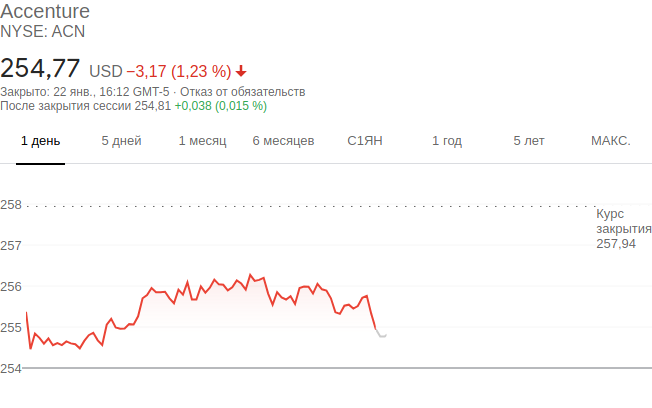 Accenture
NYSE: ACN
254,77 USD −3,17 (1,23 %)
Закрыто: 22 янв., 16:12 GMT-5 · Отказ от обязательств
После закрытия сессии 254,81 +0,038 (0,015 %)
1 день 5 дней 1 месяц 6 месяцев С1ЯН 1 год 5 лет МАКС.
258
Курс
закрытия
257,94
257
256
255
254